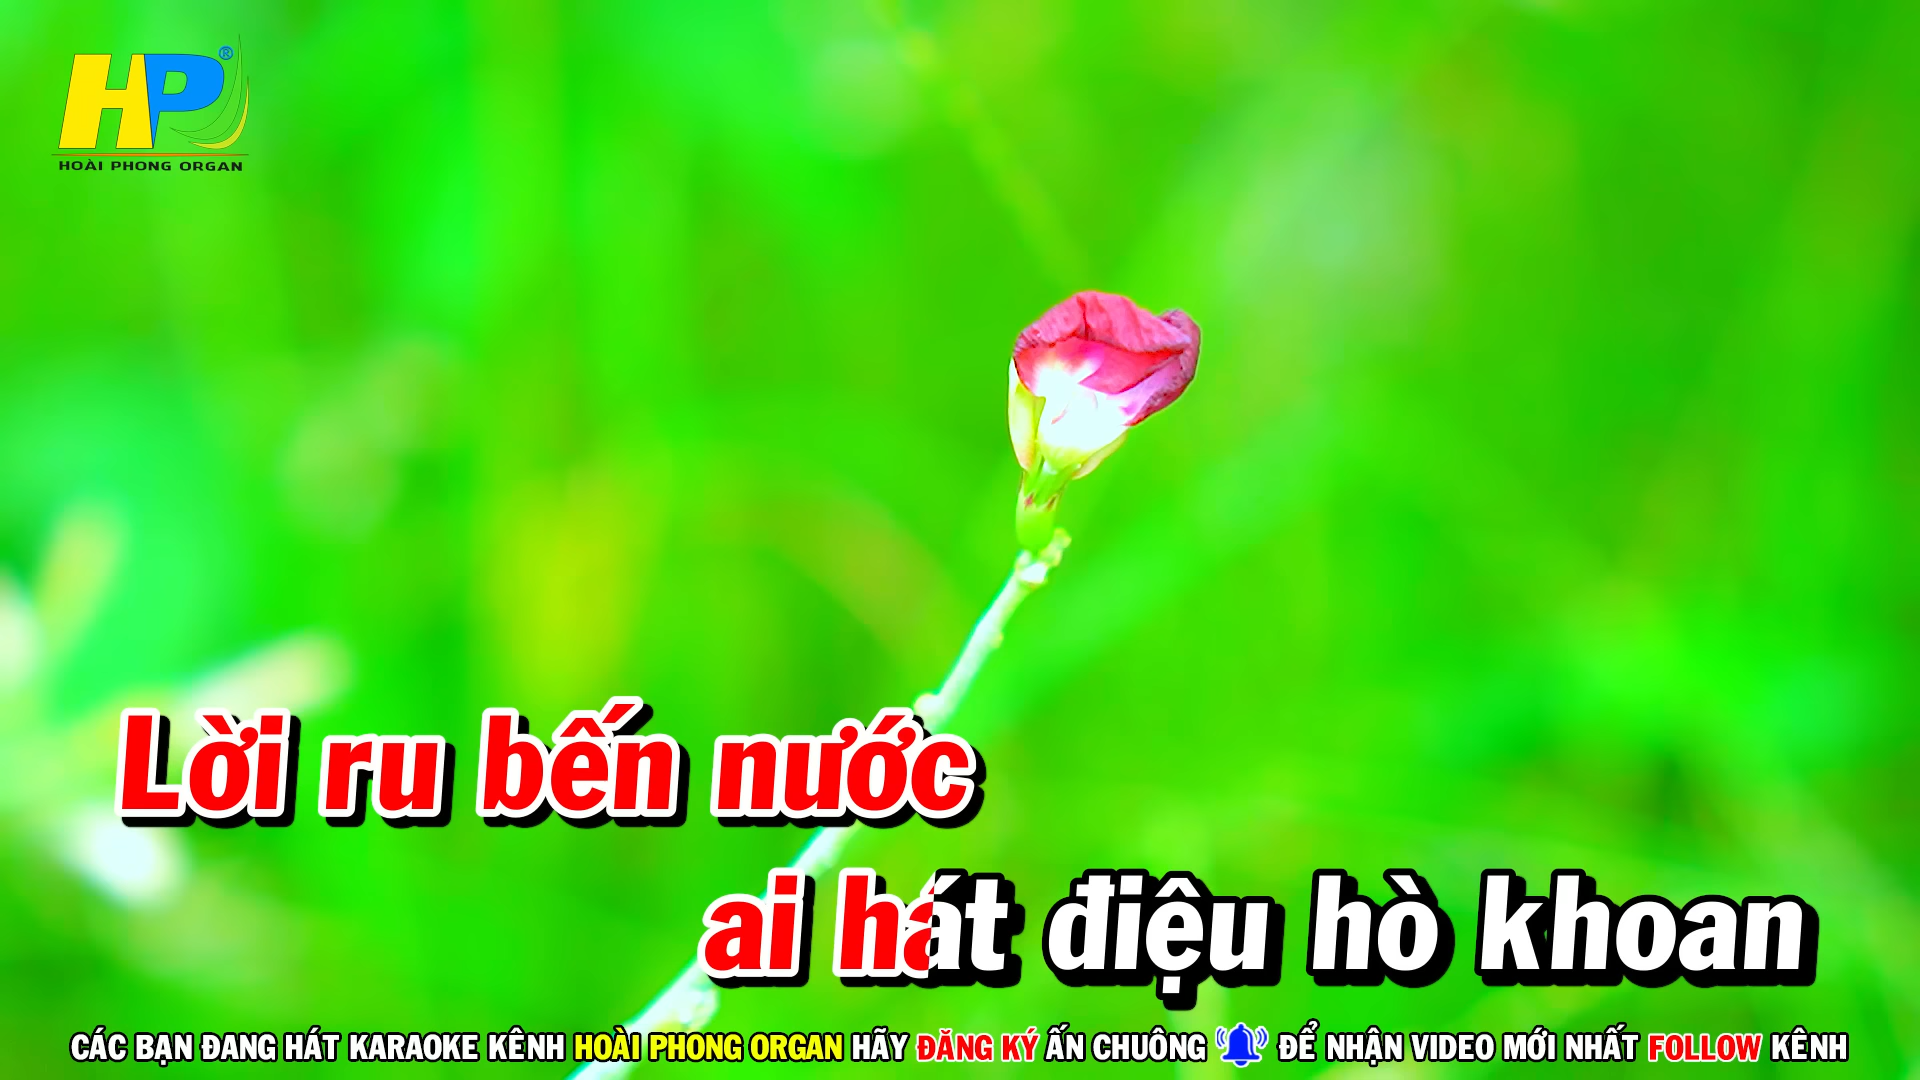 HP®
HOÀI PHONG ORGAN
Lời ru bến nước
ai hát điệu hò khoan
CÁC BẠN ĐANG HÁT KARAOKE KÊNH HOÀI PHONG ORGAN HÃY ĐĂNG KÝ ẤN CHUÔNG ĐỂ NHẬN VIDEO MỚI NHẤT FOLLOW KÊNH